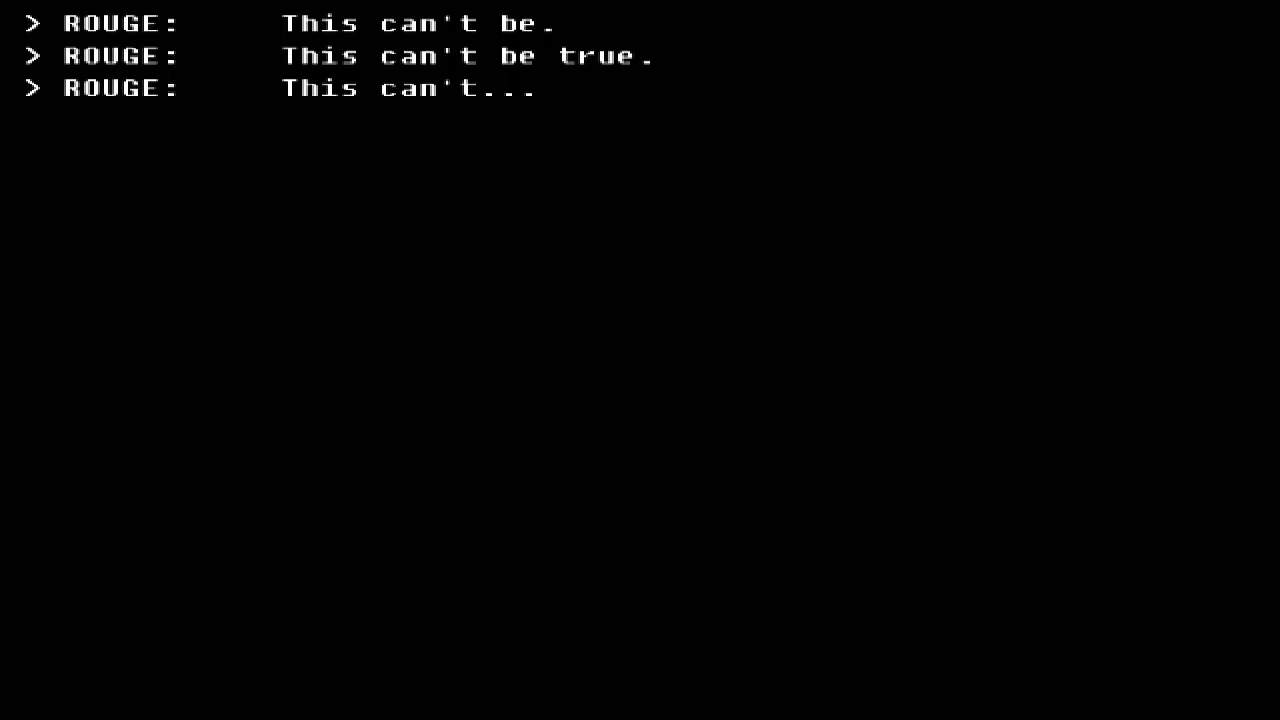 > ROUGE: This can't be.
> ROUGE: This can't be true.
> ROUGE: This can't...